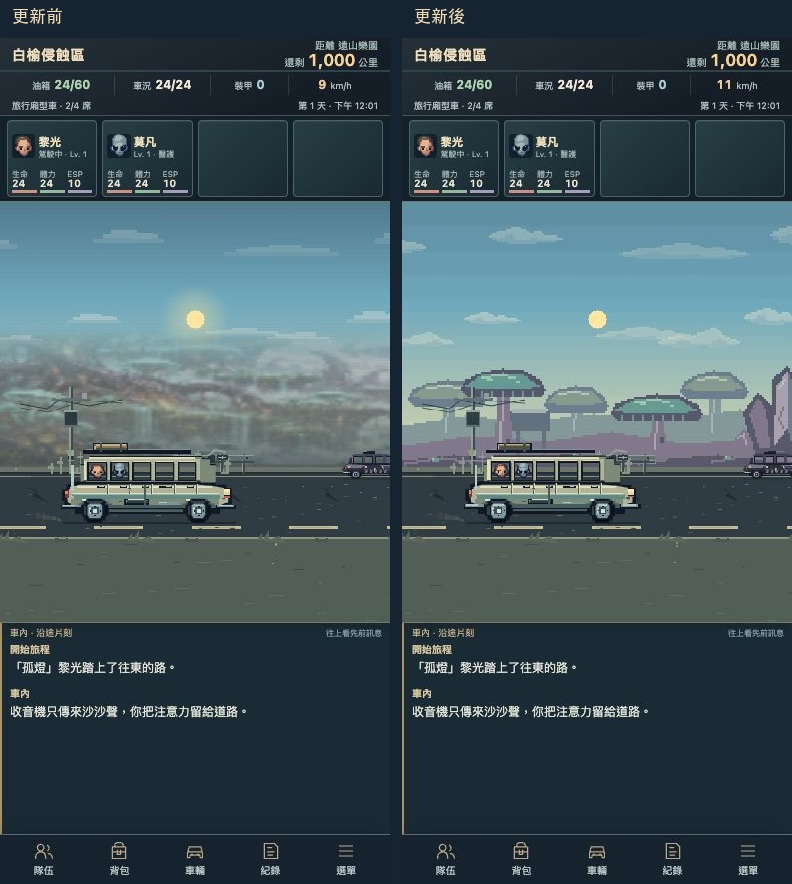 更新前
白榆侵蝕區
距離 遠山樂園
還剩 1,000 公里
油箱 24/60 車況 24/24 裝甲 0 9 km/h
旅行廂型車 · 2/4 席 第 1 天 · 下午 12:01
黎光
駕駛中 · Lv. 1
生命 體力 ESP
24 24 10
莫凡
Lv. 1 · 醫護
生命 體力 ESP
24 24 10
車內 · 沿途片刻 往上看先前訊息
開始旅程
「孤燈」黎光踏上了往東的路。
車內
收音機只傳來沙沙聲，你把注意力留給道路。
隊伍 背包 車輛 紀錄 選單
更新後
白榆侵蝕區
距離 遠山樂園
還剩 1,000 公里
油箱 24/60 車況 24/24 裝甲 0 11 km/h
旅行廂型車 · 2/4 席 第 1 天 · 下午 12:01
黎光
駕駛中 · Lv. 1
生命 體力 ESP
24 24 10
莫凡
Lv. 1 · 醫護
生命 體力 ESP
24 24 10
車內 · 沿途片刻 往上看先前訊息
開始旅程
「孤燈」黎光踏上了往東的路。
車內
收音機只傳來沙沙聲，你把注意力留給道路。
隊伍 背包 車輛 紀錄 選單